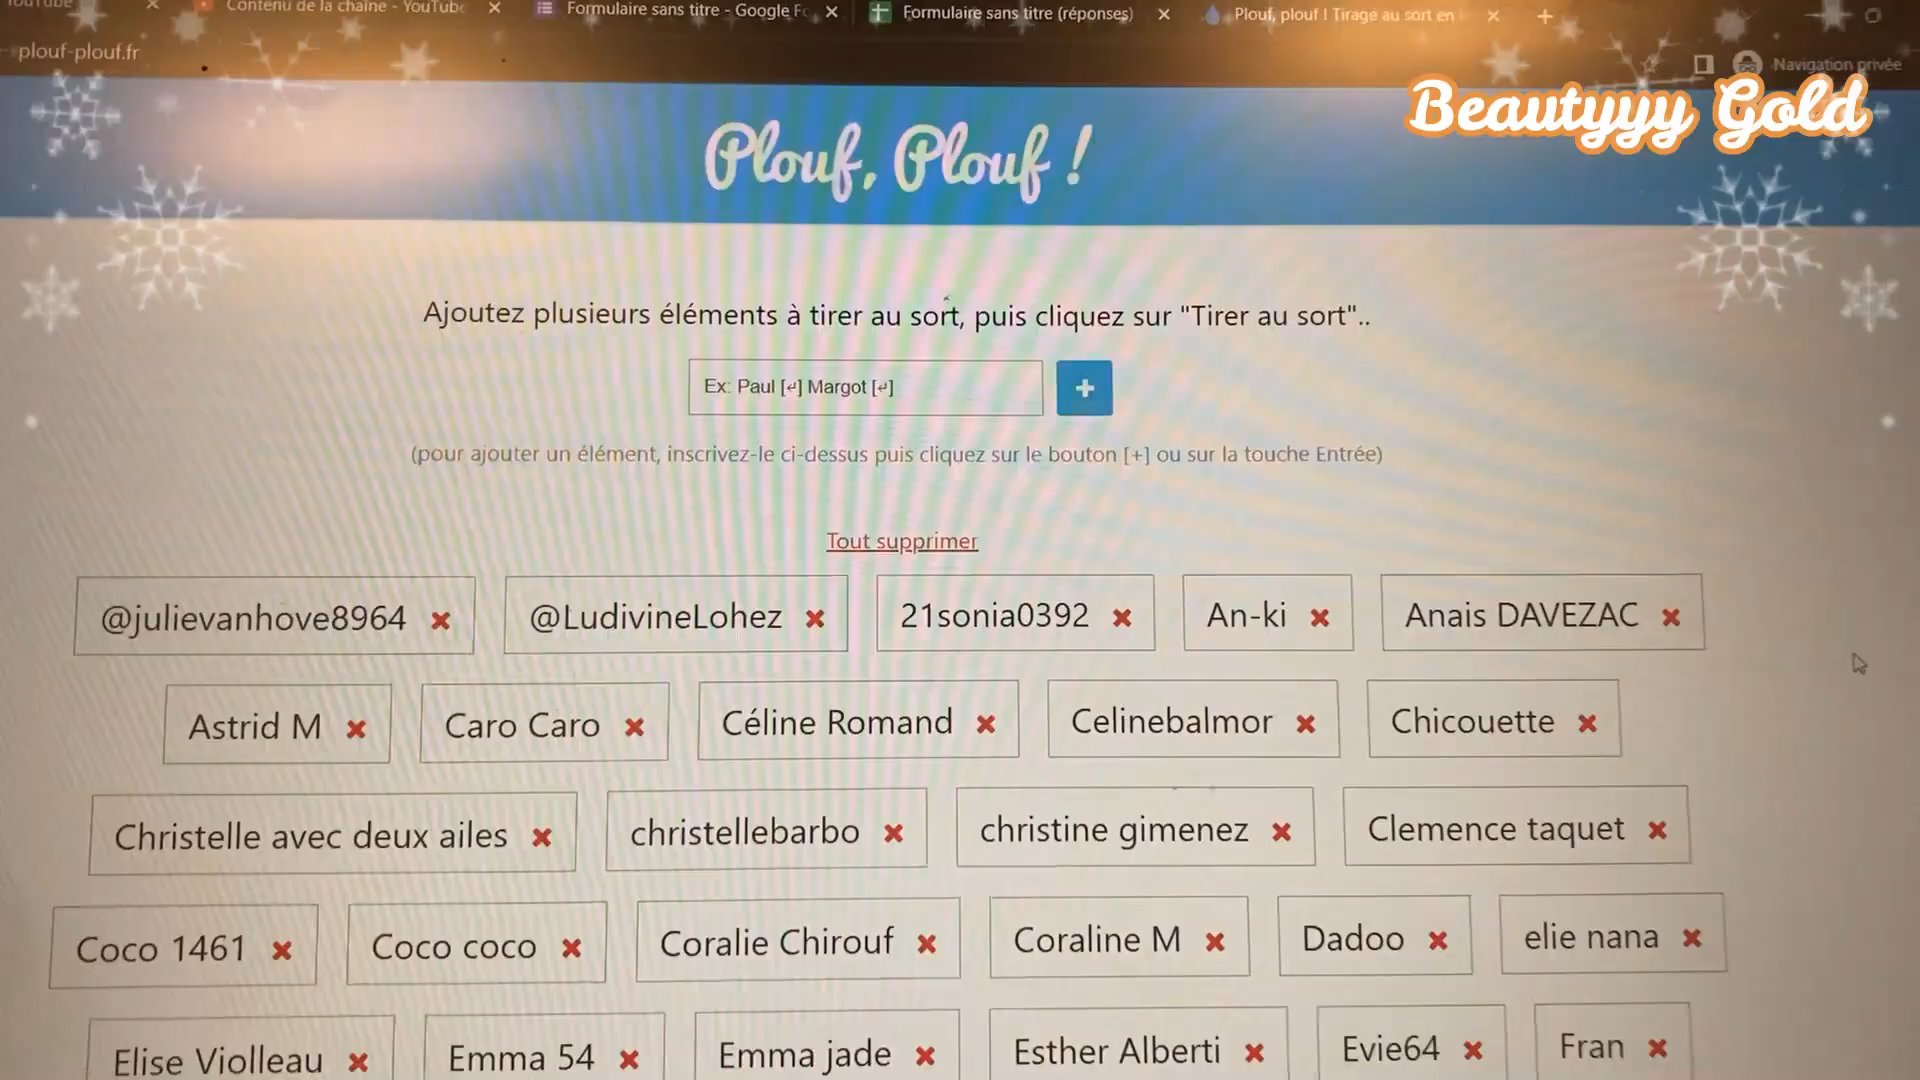 YouTube
Contenu de la chaîne - YouTube
Formulaire sans titre - Google Fo
Formulaire sans titre (réponses)
Plouf, plouf ! Tirage au sort en
plouf-plouf.fr
Navigation privée
Beautyyy Gold
Plouf, Plouf !
Ajoutez plusieurs éléments à tirer au sort, puis cliquez sur "Tirer au sort"..
Ex: Paul [↵] Margot [↵]
+
(pour ajouter un élément, inscrivez-le ci-dessus puis cliquez sur le bouton [+] ou sur la touche Entrée)
Tout supprimer
@julievanhove8964 @LudivineLohez 21sonia0392 An-ki Anais DAVEZAC
Astrid M Caro Caro Céline Romand Celinebalmor Chicouette
Christelle avec deux ailes christellebarbo christine gimenez Clemence taquet
Coco 1461 Coco coco Coralie Chirouf Coraline M Dadoo elie nana
Elise Violleau Emma 54 Emma jade Esther Alberti Evie64 Fran